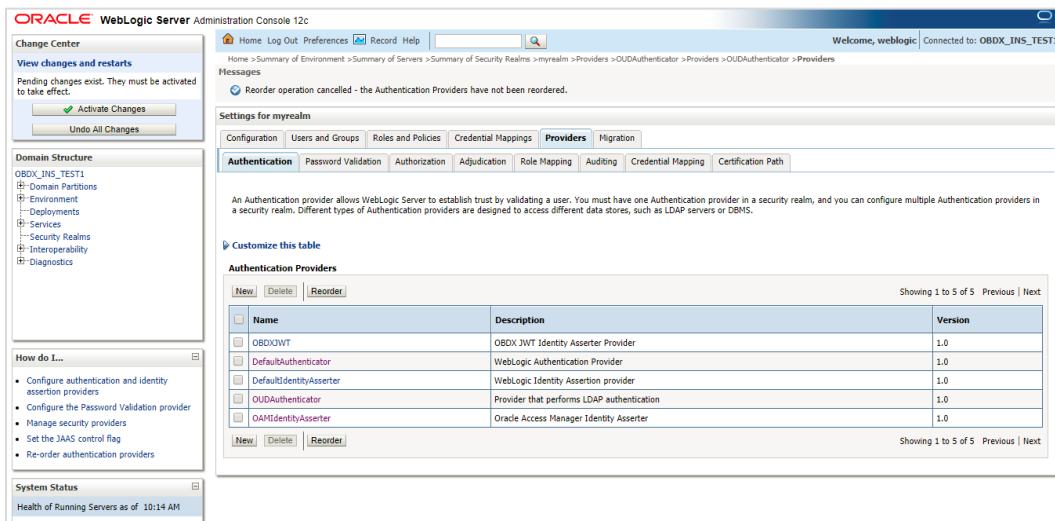 ORACLE WebLogic Server Administration Console 12c
Change Center
View changes and restarts
Pending changes exist. They must be activated
to take effect.
Activate Changes
Undo All Changes
Domain Structure
OBDX_INS_TEST1
Domain Partitions
Environment
Deployments
Services
Security Realms
Interoperability
Diagnostics
How do I...
Configure authentication and identity
assertion providers
Configure the Password Validation provider
Manage security providers
Set the JAAS control flag
Re-order authentication providers
System Status
Health of Running Servers as of 10:14 AM
Home Log Out Preferences Record Help
Welcome, weblogic Connected to: OBDX_INS_TEST1
Home >Summary of Environment >Summary of Servers >Summary of Security Realms >myrealm >Providers >OUDAuthenticator >Providers >OUDAuthenticator >Providers
Messages
Reorder operation cancelled - the Authentication Providers have not been reordered.
Settings for myrealm
Configuration Users and Groups Roles and Policies Credential Mappings Providers Migration
Authentication Password Validation Authorization Adjudication Role Mapping Auditing Credential Mapping Certification Path
An Authentication provider allows WebLogic Server to establish trust by validating a user. You must have one Authentication provider in a security realm, and you can configure multiple Authentication providers in
a security realm. Different types of Authentication providers are designed to access different data stores, such as LDAP servers or DBMS.
Customize this table
Authentication Providers
New Delete Reorder Showing 1 to 5 of 5 Previous | Next
Name Description Version
OBDXJWT OBDX JWT Identity Asserter Provider 1.0
DefaultAuthenticator WebLogic Authentication Provider 1.0
DefaultIdentityAsserter WebLogic Identity Assertion provider 1.0
OUDAuthenticator Provider that performs LDAP authentication 1.0
OAMIdentityAsserter Oracle Access Manager Identity Asserter 1.0
New Delete Reorder Showing 1 to 5 of 5 Previous | Next